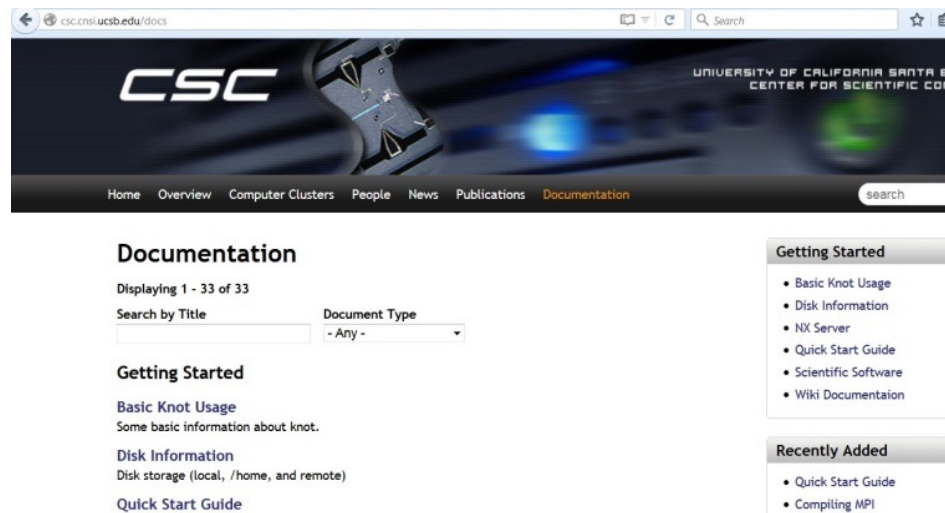 csc.cnsi.ucsb.edu/docs
Search
CSC
UNIVERSITY OF CALIFORNIA SANTA
CENTER FOR SCIENTIFIC
Home Overview Computer Clusters People News Publications Documentation
search
Documentation
Displaying 1 - 33 of 33
Search by Title
Document Type
- Any -
Getting Started
Basic Knot Usage
Some basic information about knot.
Disk Information
Disk storage (local, /home, and remote)
Quick Start Guide
Getting Started
Basic Knot Usage
Disk Information
NX Server
Quick Start Guide
Scientific Software
Wiki Documentaion
Recently Added
Quick Start Guide
Compiling MPI